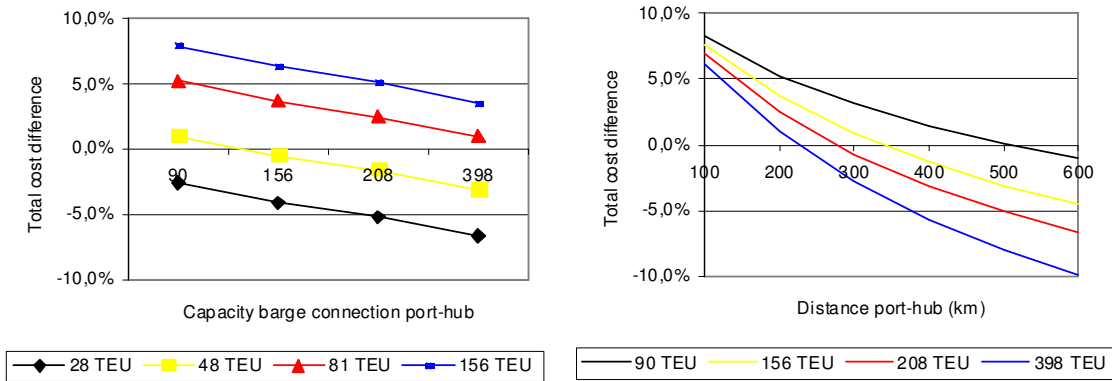 10,0%
5,0%
0,0%
-5,0%
-10,0%
Total cost difference
90 156 208 398
Capacity barge connection port-hub
28 TEU 48 TEU 81 TEU 156 TEU
10,0%
5,0%
0,0%
-5,0%
-10,0%
Total cost difference
100 200 300 400 500 600
Distance port-hub (km)
90 TEU 156 TEU 208 TEU 398 TEU